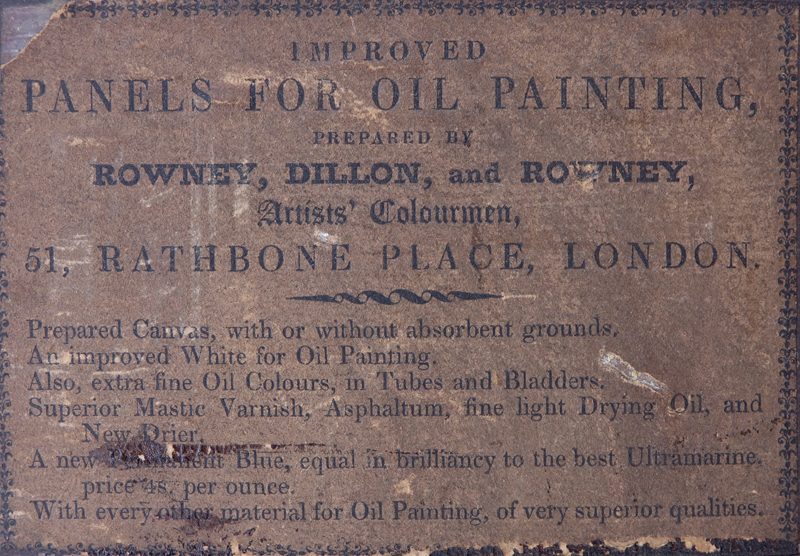 IMPROVED
PANELS FOR OIL PAINTING,
PREPARED BY
ROWNEY, DILLON, and ROWNEY,
Artists' Colourmen,
51, RATHBONE PLACE, LONDON.
Prepared Canvas, with or without absorbent grounds.
An improved White for Oil Painting.
Also, extra fine Oil Colours, in Tubes and Bladders.
Superior Mastic Varnish, Asphaltum, fine light Drying Oil, and
New Drier.
A new Permanent Blue, equal in brilliancy to the best Ultramarine.
price 4s. per ounce.
With every other material for Oil Painting, of very superior qualities.